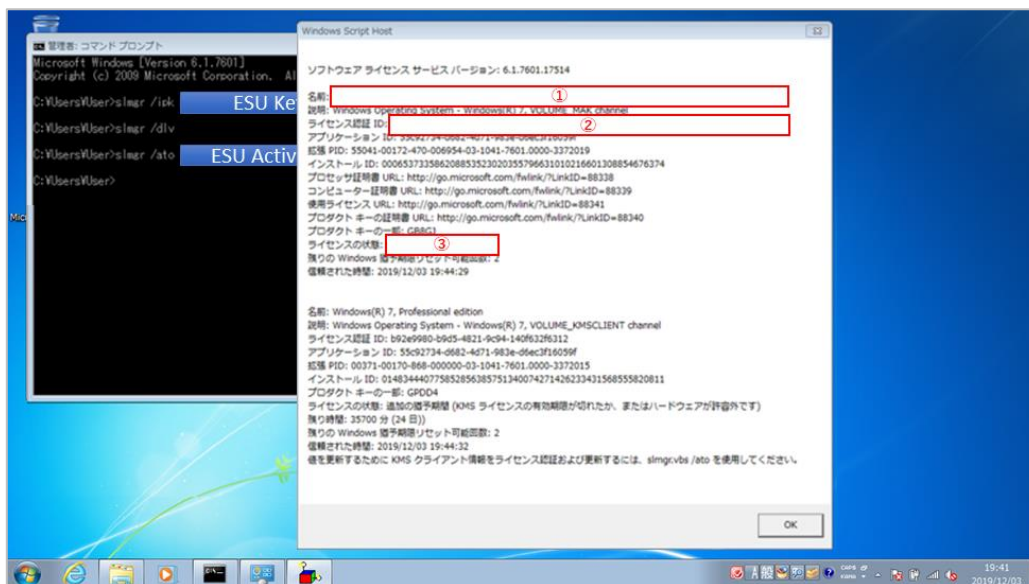 管理者: コマンド プロンプト
Microsoft Windows [Version 6.1.7601]
Copyright (c) 2009 Microsoft Corporation. Al
C:¥Users¥User>slmgr /ipk ESU Key
C:¥Users¥User>slmgr /dlv
C:¥Users¥User>slmgr /ato ESU Activ
C:¥Users¥User>
Windows Script Host
ソフトウェア ライセンス サービス バージョン: 6.1.7601.17514
名前: ①
説明: Windows Operating System - Windows(R) 7, VOLUME_MAK channel
ライセンス認証 ID: ②
アプリケーション ID: 55c92734-d682-4d71-983e-d6ec3f16059f
拡張 PID: 55041-00172-470-006954-03-1041-7601.0000-3372019
インストール ID: 000653733586208853523020355796631010216601308854676374
プロセッサ証明書 URL: http://go.microsoft.com/fwlink/?LinkID=88338
コンピューター証明書 URL: http://go.microsoft.com/fwlink/?LinkID=88339
使用ライセンス URL: http://go.microsoft.com/fwlink/?LinkID=88341
プロダクト キーの証明書 URL: http://go.microsoft.com/fwlink/?LinkID=88340
プロダクト キーの一部: GB8G1
ライセンスの状態: ③
残りの Windows 猶予期限リセット可能回数: 2
信頼された時間: 2019/12/03 19:44:29
名前: Windows(R) 7, Professional edition
説明: Windows Operating System - Windows(R) 7, VOLUME_KMSCLIENT channel
ライセンス認証 ID: b92e9980-b9d5-4821-9c94-140f632f6312
アプリケーション ID: 55c92734-d682-4d71-983e-d6ec3f16059f
拡張 PID: 00371-00170-868-000000-03-1041-7601.0000-3372015
インストール ID: 014834440775852856385751340074271426233431568555820811
プロダクト キーの一部: GPDD4
ライセンスの状態: 追加の猶予期間 (KMS ライセンスの有効期限が切れたか、またはハードウェアが許容外です)
残り時間: 35700 分 (24 日))
残りの Windows 猶予期限リセット可能回数: 2
信頼された時間: 2019/12/03 19:44:32
値を更新するために KMS クライアント情報をライセンス認証および更新するには、slmgr.vbs /ato を使用してください。
OK
A 般
CAPS
KANA
19:41
2019/12/03